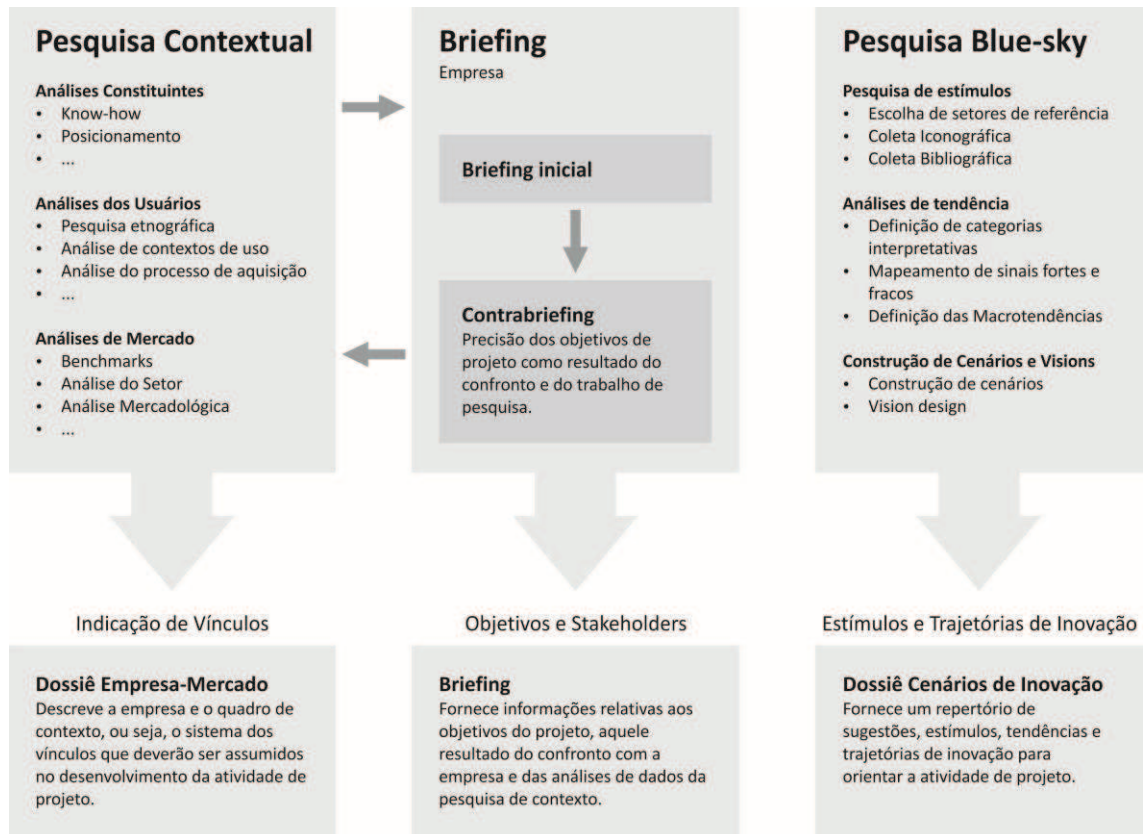 Pesquisa Contextual
Análises Constituintes
• Know-how
• Posicionamento
• ...
Análises dos Usuários
• Pesquisa etnográfica
• Análise de contextos de uso
• Análise do processo de aquisição
• ...
Análises de Mercado
• Benchmarks
• Análise do Setor
• Análise Mercadológica
• ...
Briefing
Empresa
Briefing inicial
Contrabriefing
Precisão dos objetivos de
projeto como resultado do
confronto e do trabalho de
pesquisa.
Pesquisa Blue-sky
Pesquisa de estímulos
• Escolha de setores de referência
• Coleta Iconográfica
• Coleta Bibliográfica
Análises de tendência
• Definição de categorias
interpretativas
• Mapeamento de sinais fortes e
fracos
• Definição das Macrotendências
Construção de Cenários e Visions
• Construção de cenários
• Vision design
Indicação de Vínculos
Dossiê Empresa-Mercado
Descreve a empresa e o quadro de
contexto, ou seja, o sistema dos
vínculos que deverão ser assumidos
no desenvolvimento da atividade de
projeto.
Objetivos e Stakeholders
Briefing
Fornece informações relativas aos
objetivos do projeto, aquele
resultado do confronto com a
empresa e das análises de dados da
pesquisa de contexto.
Estímulos e Trajetórias de Inovação
Dossiê Cenários de Inovação
Fornece um repertório de
sugestões, estímulos, tendências e
trajetórias de inovação para
orientar a atividade de projeto.